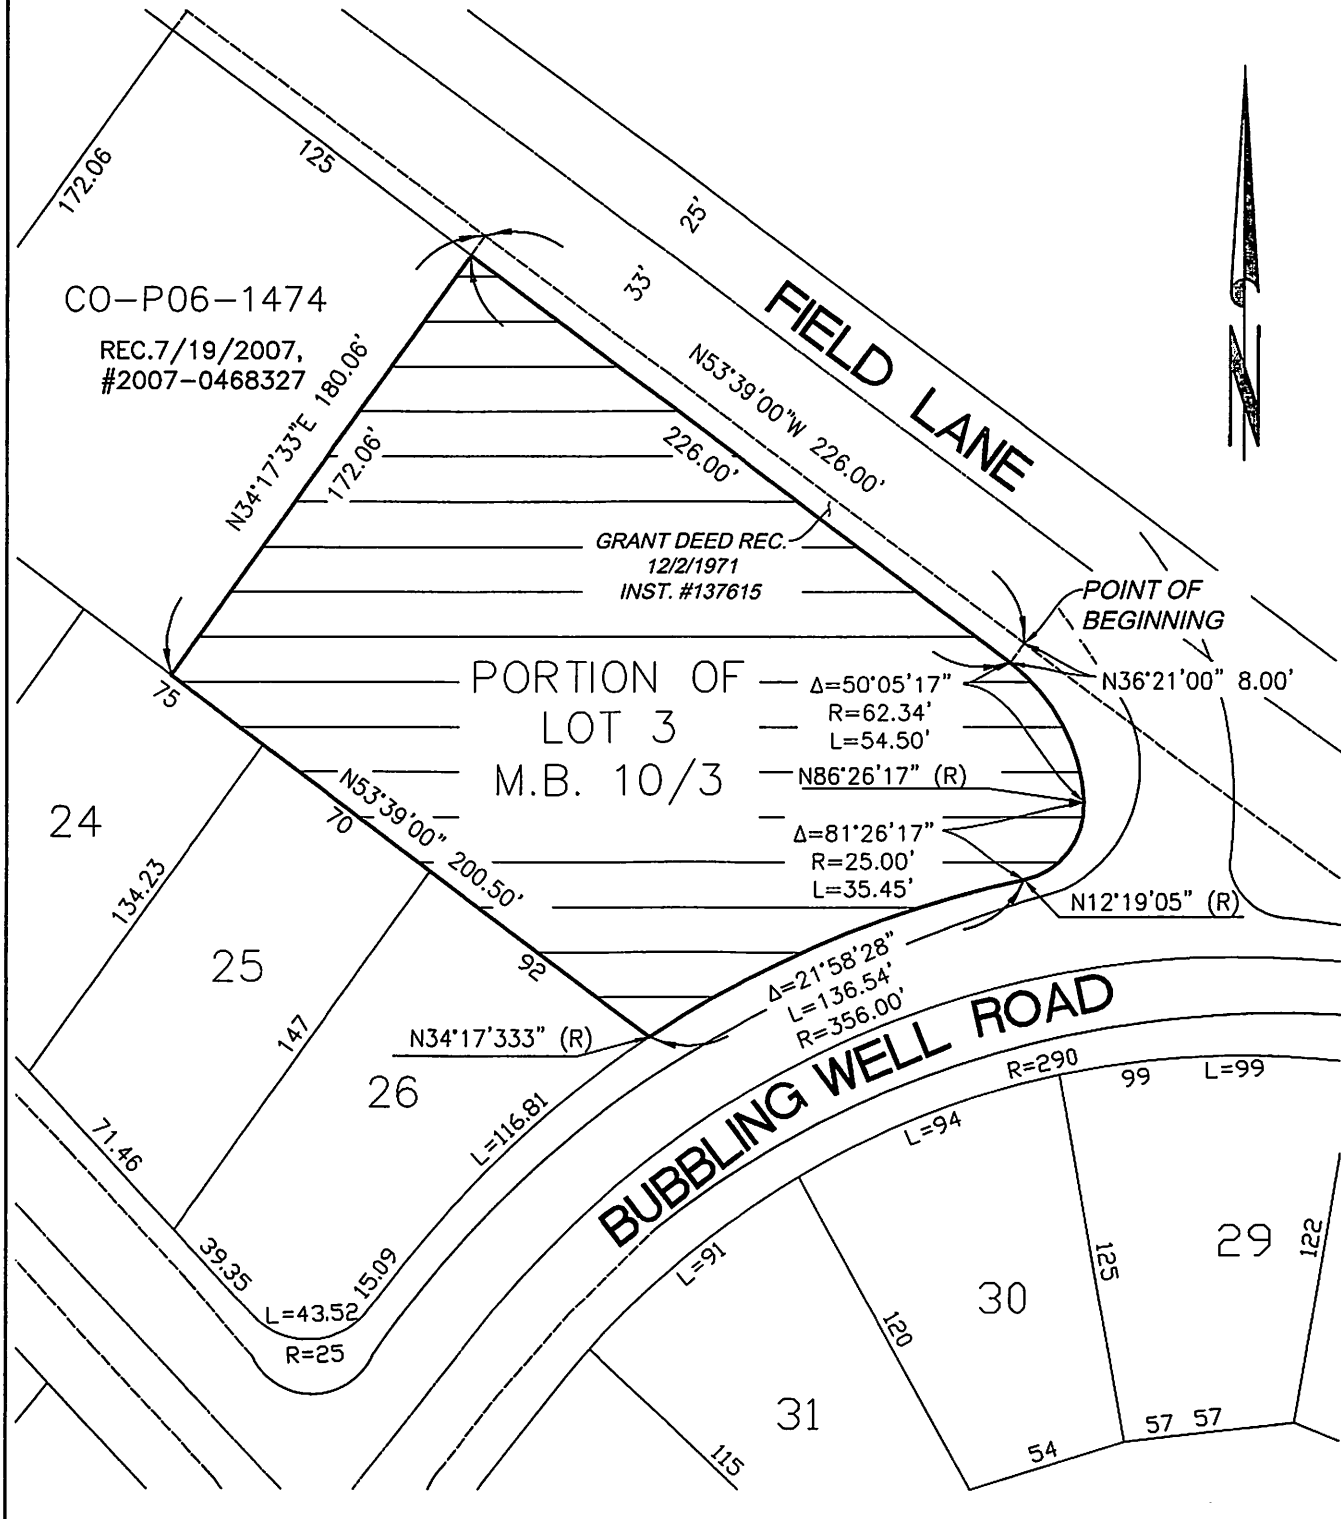 172.06
125
25'
33'
FIELD LANE
CO-P06-1474
REC.7/19/2007,
#2007-0468327
N34°17'33"E 180.06'
172.06'
N53°39'00"W 226.00'
226.00'
GRANT DEED REC.
12/2/1971
INST. #137615
POINT OF
BEGINNING
N36°21'00" 8.00'
PORTION OF
LOT 3
M.B. 10/3
Δ=50°05'17"
R=62.34'
L=54.50'
N86°26'17" (R)
Δ=81°26'17"
R=25.00'
L=35.45'
N12°19'05" (R)
75
N53°39'00" 200.50'
70
92
24
134.23
25
147
N34°17'333" (R)
26
Δ=21°58'28"
L=136.54'
R=356.00'
BUBBLING WELL ROAD
R=290
99
L=99
L=94
L=116.81
71.46
39.35
15.09
L=43.52
R=25
L=91
120
30
125
29
122
31
115
54
57
57
N